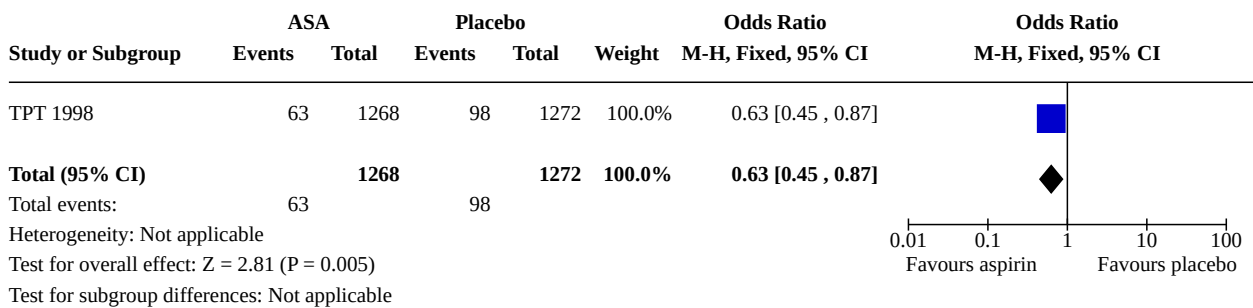 ASA Placebo Odds Ratio Odds Ratio
Study or Subgroup Events Total Events Total Weight M-H, Fixed, 95% CI M-H, Fixed, 95% CI
TPT 1998 63 1268 98 1272 100.0% 0.63 [0.45 , 0.87]
Total (95% CI) 1268 1272 100.0% 0.63 [0.45 , 0.87]
Total events: 63 98
Heterogeneity: Not applicable
Test for overall effect: Z = 2.81 (P = 0.005)
Test for subgroup differences: Not applicable
0.01 0.1 1 10 100
Favours aspirin Favours placebo